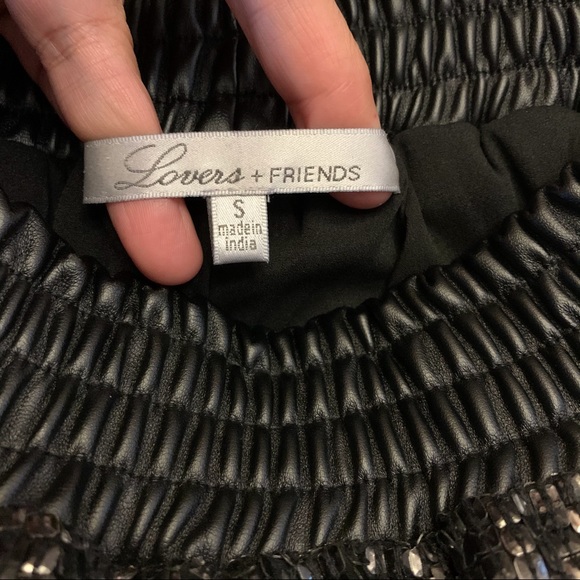 Lovers + FRIENDS
S
made in
india